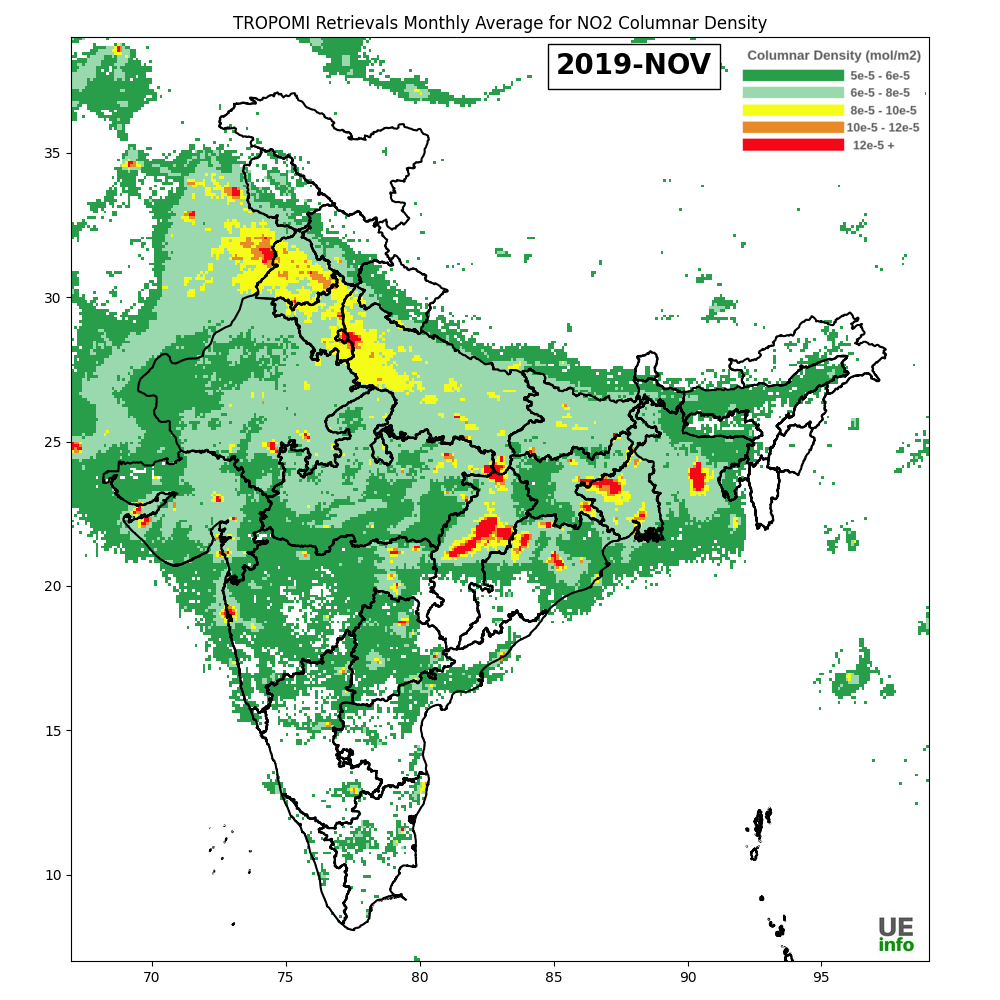 TROPOMI Retrievals Monthly Average for NO2 Columnar Density
2019-NOV
Columnar Density (mol/m2)
5e-5 - 6e-5
6e-5 - 8e-5
8e-5 - 10e-5
10e-5 - 12e-5
12e-5 +
35
30
25
20
15
10
70 75 80 85 90 95
UE
info